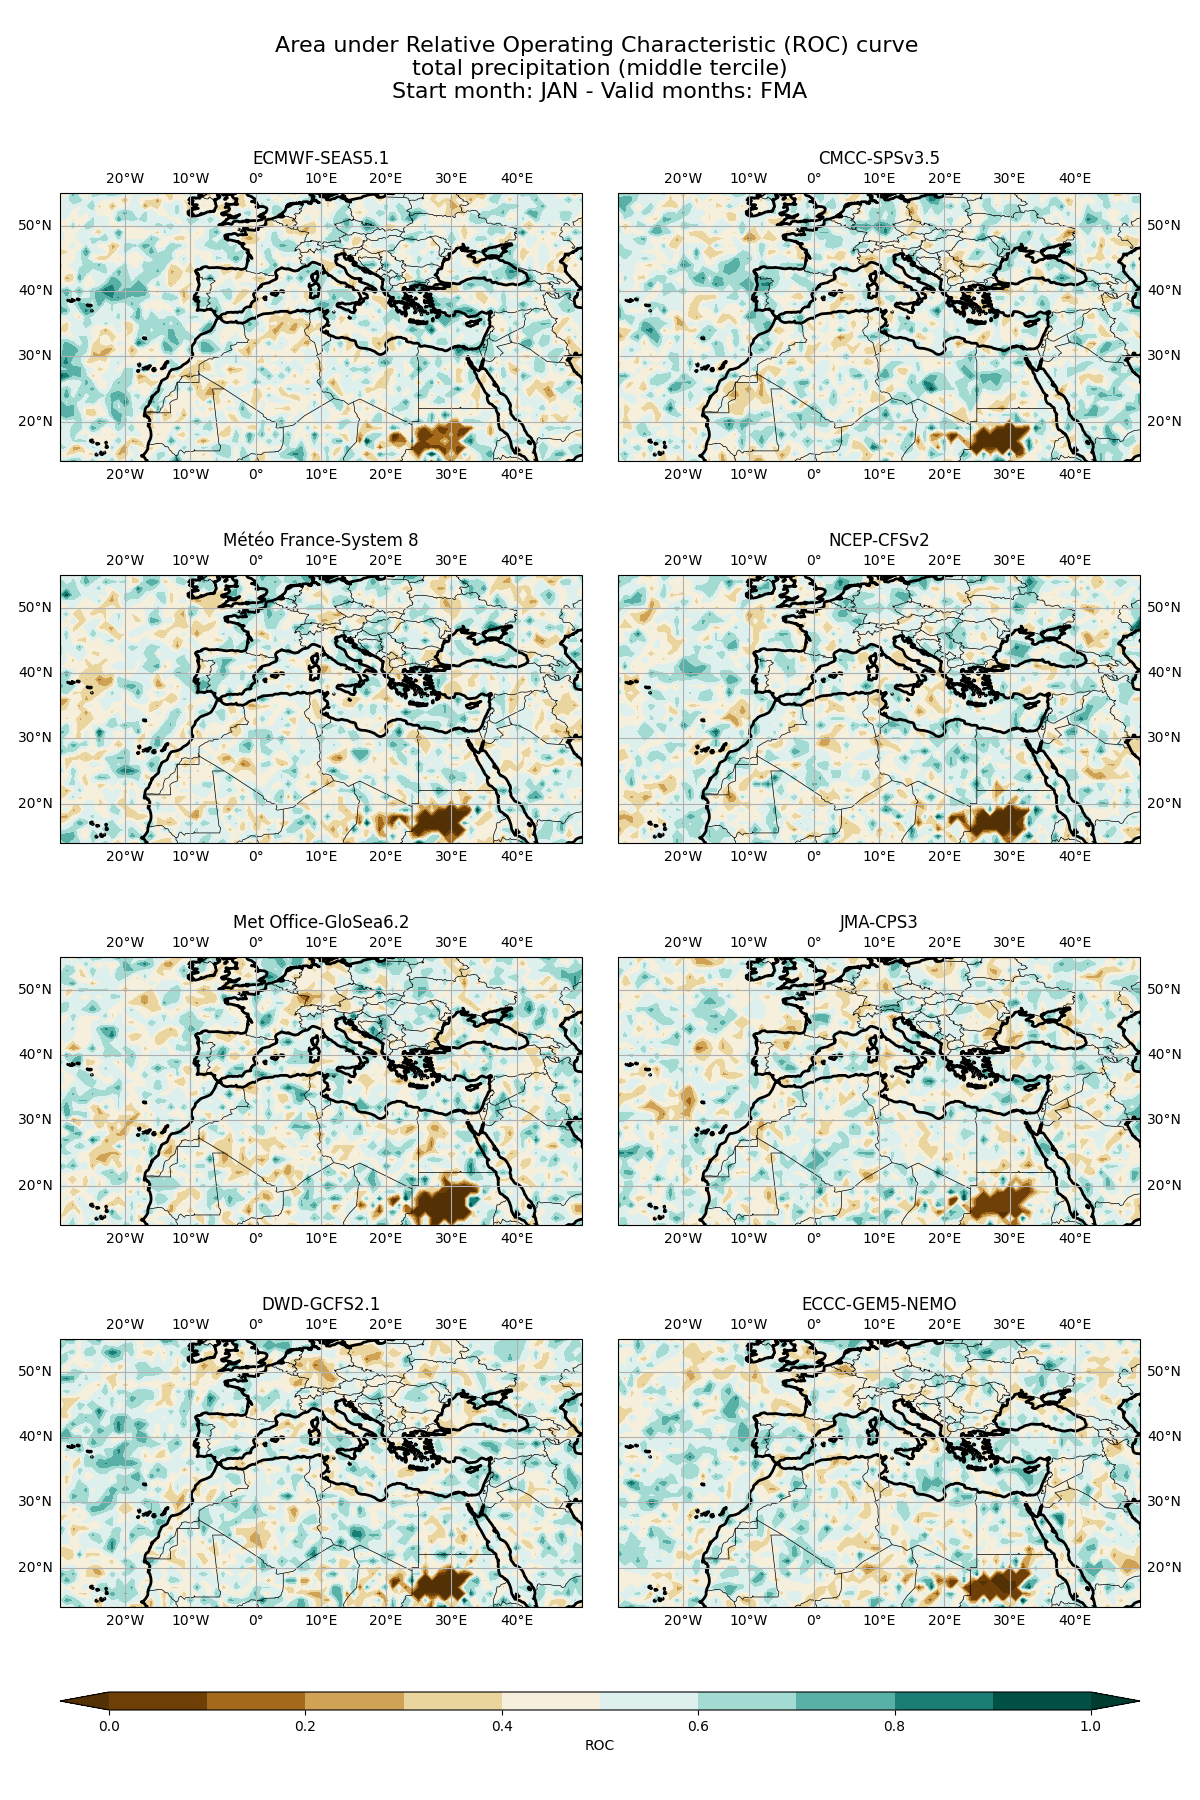 Area under Relative Operating Characteristic (ROC) curve
total precipitation (middle tercile)
Start month: JAN - Valid months: FMA
ECMWF-SEAS5.1
20°W 10°W 0° 10°E 20°E 30°E 40°E
50°N
40°N
30°N
20°N
20°W 10°W 0° 10°E 20°E 30°E 40°E
CMCC-SPSv3.5
20°W 10°W 0° 10°E 20°E 30°E 40°E
50°N
40°N
30°N
20°N
20°W 10°W 0° 10°E 20°E 30°E 40°E
Météo France-System 8
20°W 10°W 0° 10°E 20°E 30°E 40°E
50°N
40°N
30°N
20°N
20°W 10°W 0° 10°E 20°E 30°E 40°E
NCEP-CFSv2
20°W 10°W 0° 10°E 20°E 30°E 40°E
50°N
40°N
30°N
20°N
20°W 10°W 0° 10°E 20°E 30°E 40°E
Met Office-GloSea6.2
20°W 10°W 0° 10°E 20°E 30°E 40°E
50°N
40°N
30°N
20°N
20°W 10°W 0° 10°E 20°E 30°E 40°E
JMA-CPS3
20°W 10°W 0° 10°E 20°E 30°E 40°E
50°N
40°N
30°N
20°N
20°W 10°W 0° 10°E 20°E 30°E 40°E
DWD-GCFS2.1
20°W 10°W 0° 10°E 20°E 30°E 40°E
50°N
40°N
30°N
20°N
20°W 10°W 0° 10°E 20°E 30°E 40°E
ECCC-GEM5-NEMO
20°W 10°W 0° 10°E 20°E 30°E 40°E
50°N
40°N
30°N
20°N
20°W 10°W 0° 10°E 20°E 30°E 40°E
0.0 0.2 0.4 0.6 0.8 1.0
ROC